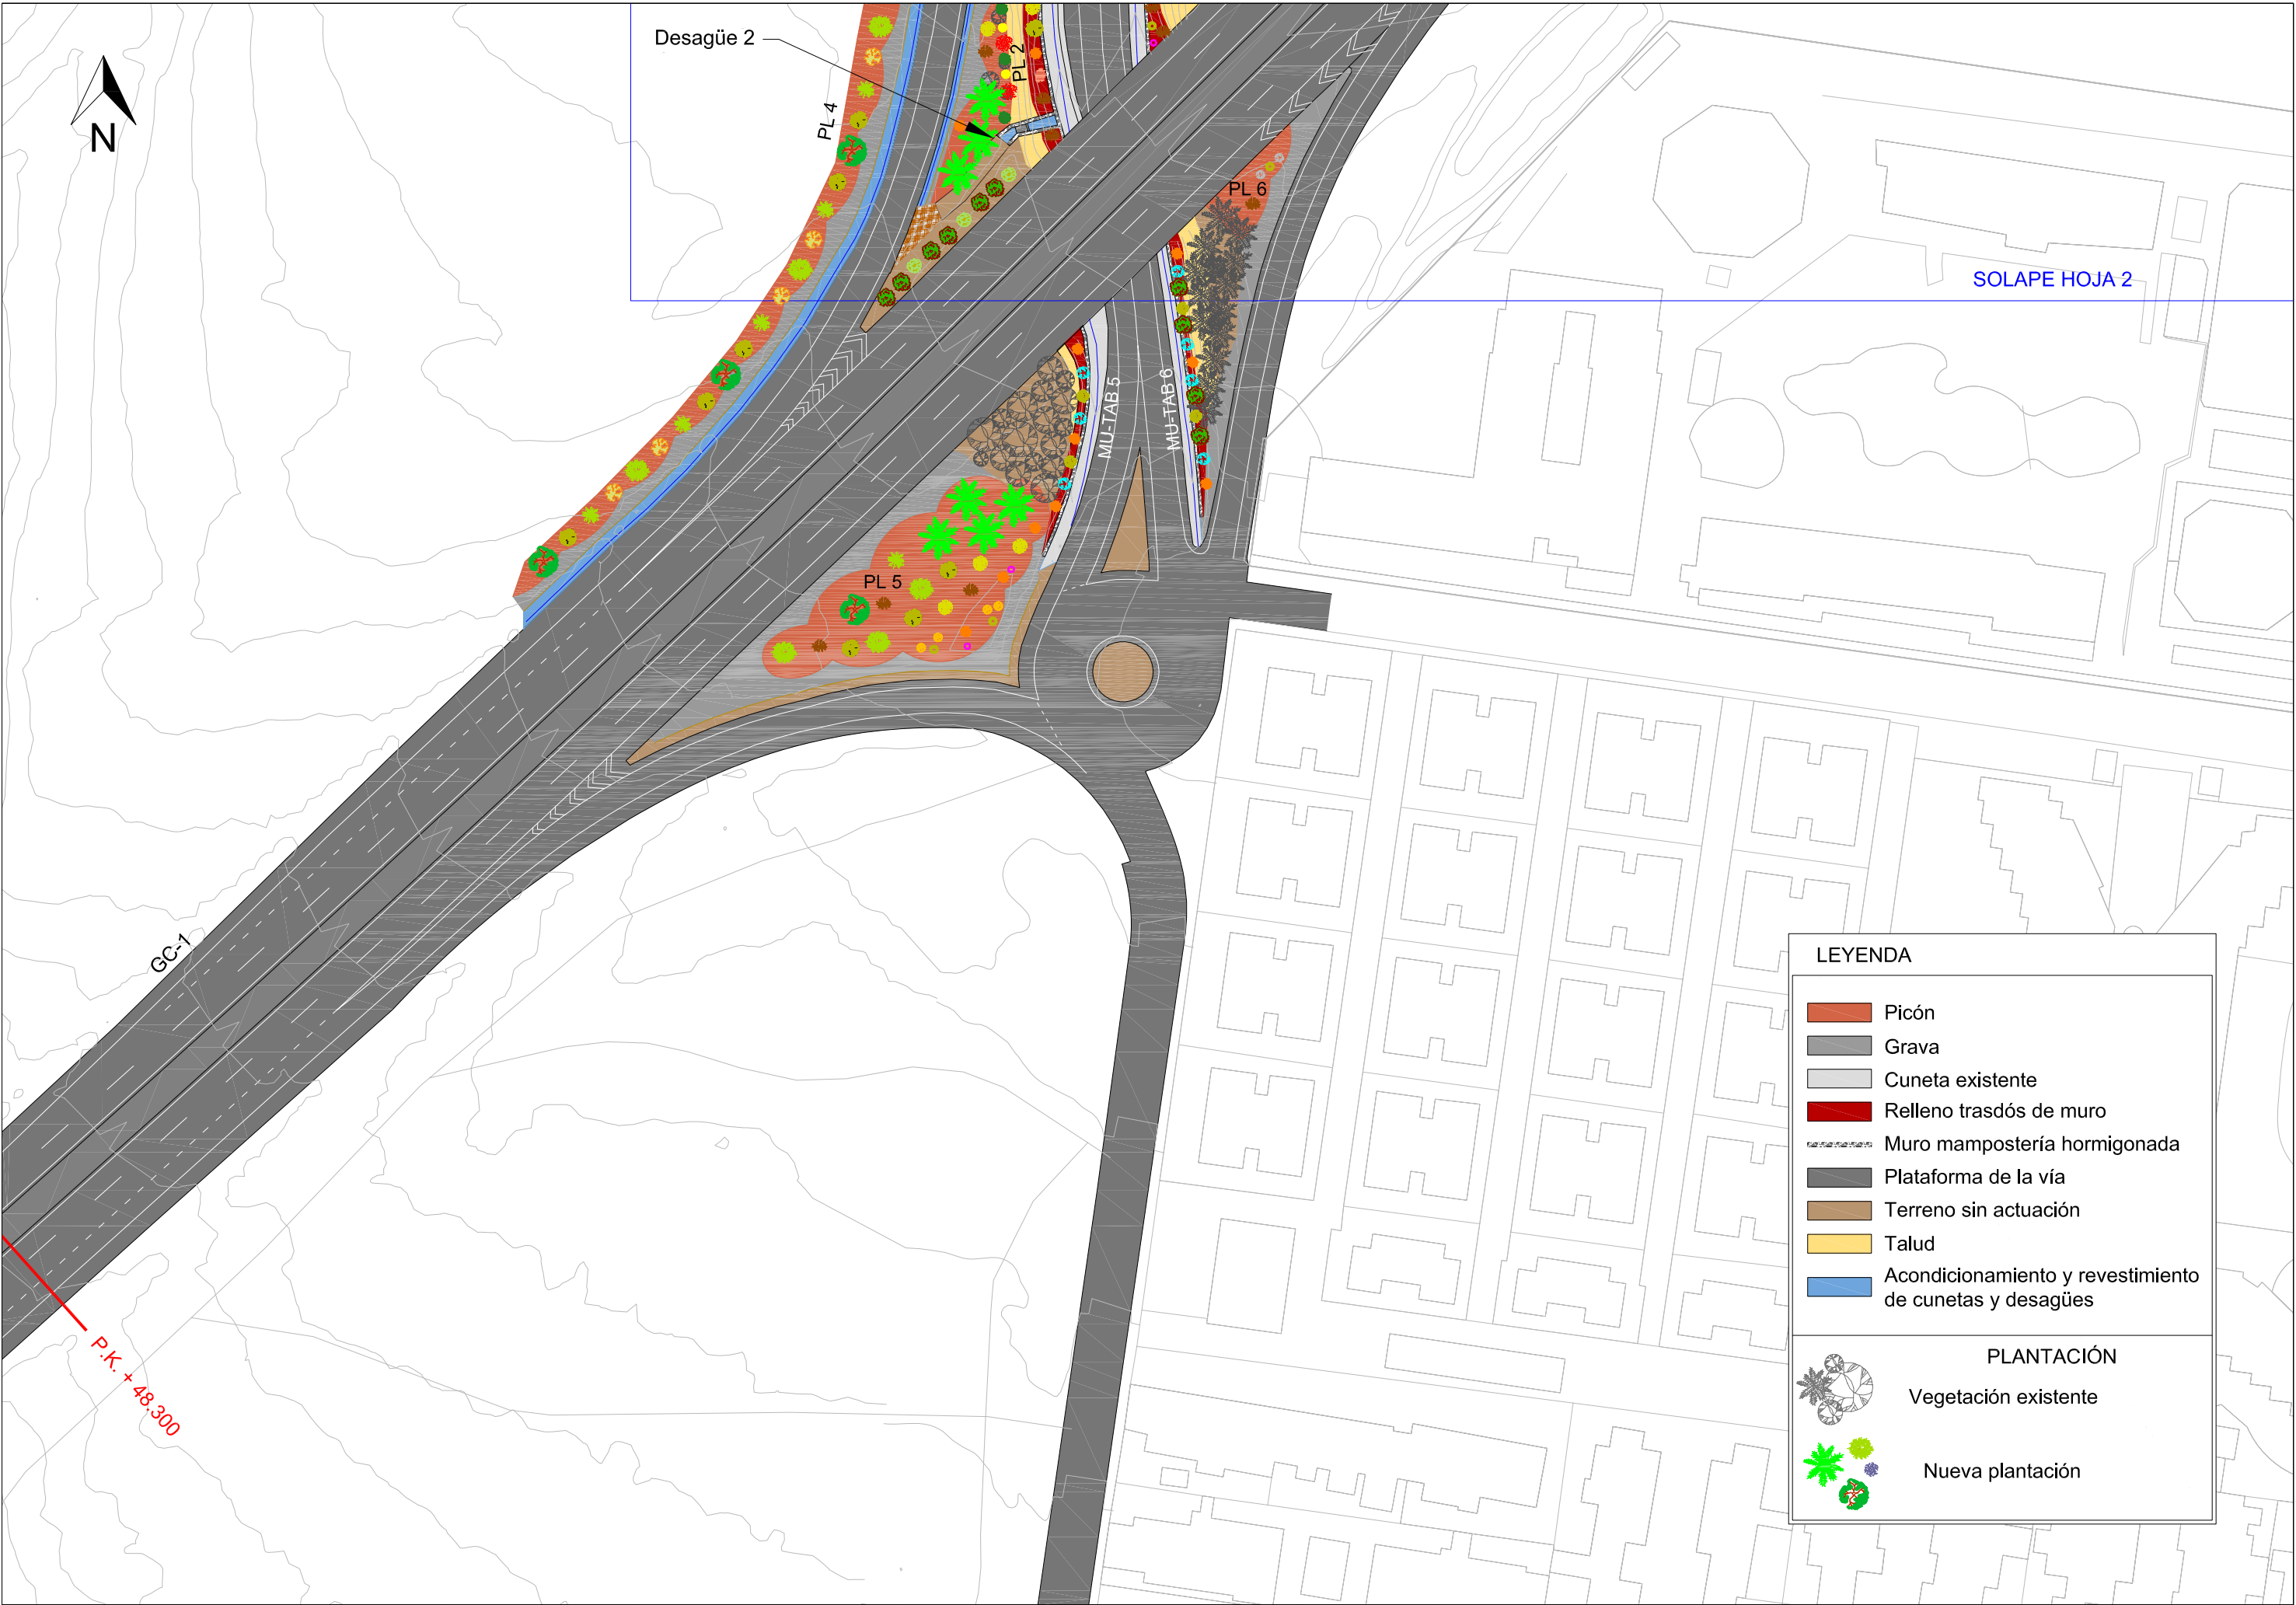 Desagüe 2
PL 2
PL 4
N
PL 6
SOLAPE HOJA 2
MU-TAB 5
MU-TAB 6
PL 5
GC-1
P.K. + 48.300
LEYENDA
Picón
Grava
Cuneta existente
Relleno trasdós de muro
Muro mampostería hormigonada
Plataforma de la vía
Terreno sin actuación
Talud
Acondicionamiento y revestimiento
de cunetas y desagües
PLANTACIÓN
Vegetación existente
Nueva plantación